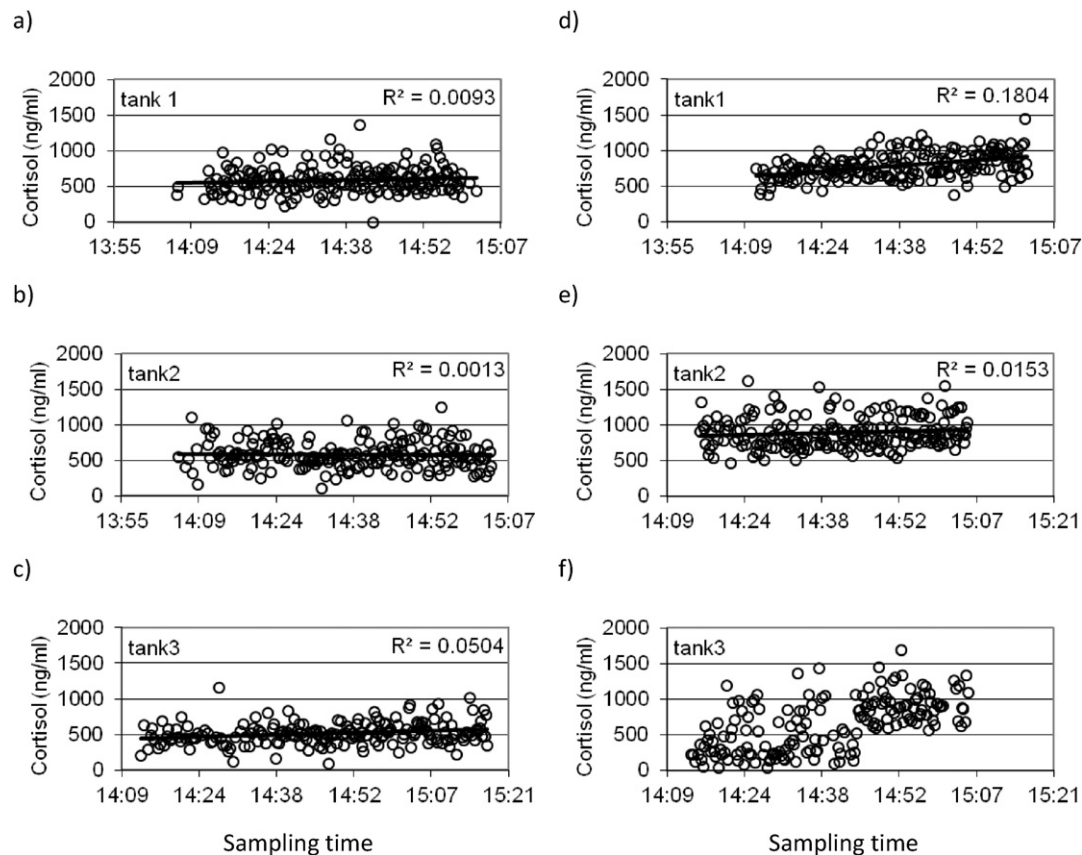 a)
Cortisol (ng/ml)
2000
1500
1000
500
0
tank 1
R² = 0.0093
13:55 14:09 14:24 14:38 14:52 15:07
d)
Cortisol (ng/ml)
2000
1500
1000
500
0
tank1
R² = 0.1804
13:55 14:09 14:24 14:38 14:52 15:07
b)
Cortisol (ng/ml)
2000
1500
1000
500
0
tank2
R² = 0.0013
13:55 14:09 14:24 14:38 14:52 15:07
e)
Cortisol (ng/ml)
2000
1500
1000
500
0
tank2
R² = 0.0153
14:09 14:24 14:38 14:52 15:07 15:21
c)
Cortisol (ng/ml)
2000
1500
1000
500
0
tank3
R² = 0.0504
14:09 14:24 14:38 14:52 15:07 15:21
Sampling time
f)
Cortisol (ng/ml)
2000
1500
1000
500
0
tank3
14:09 14:24 14:38 14:52 15:07 15:21
Sampling time